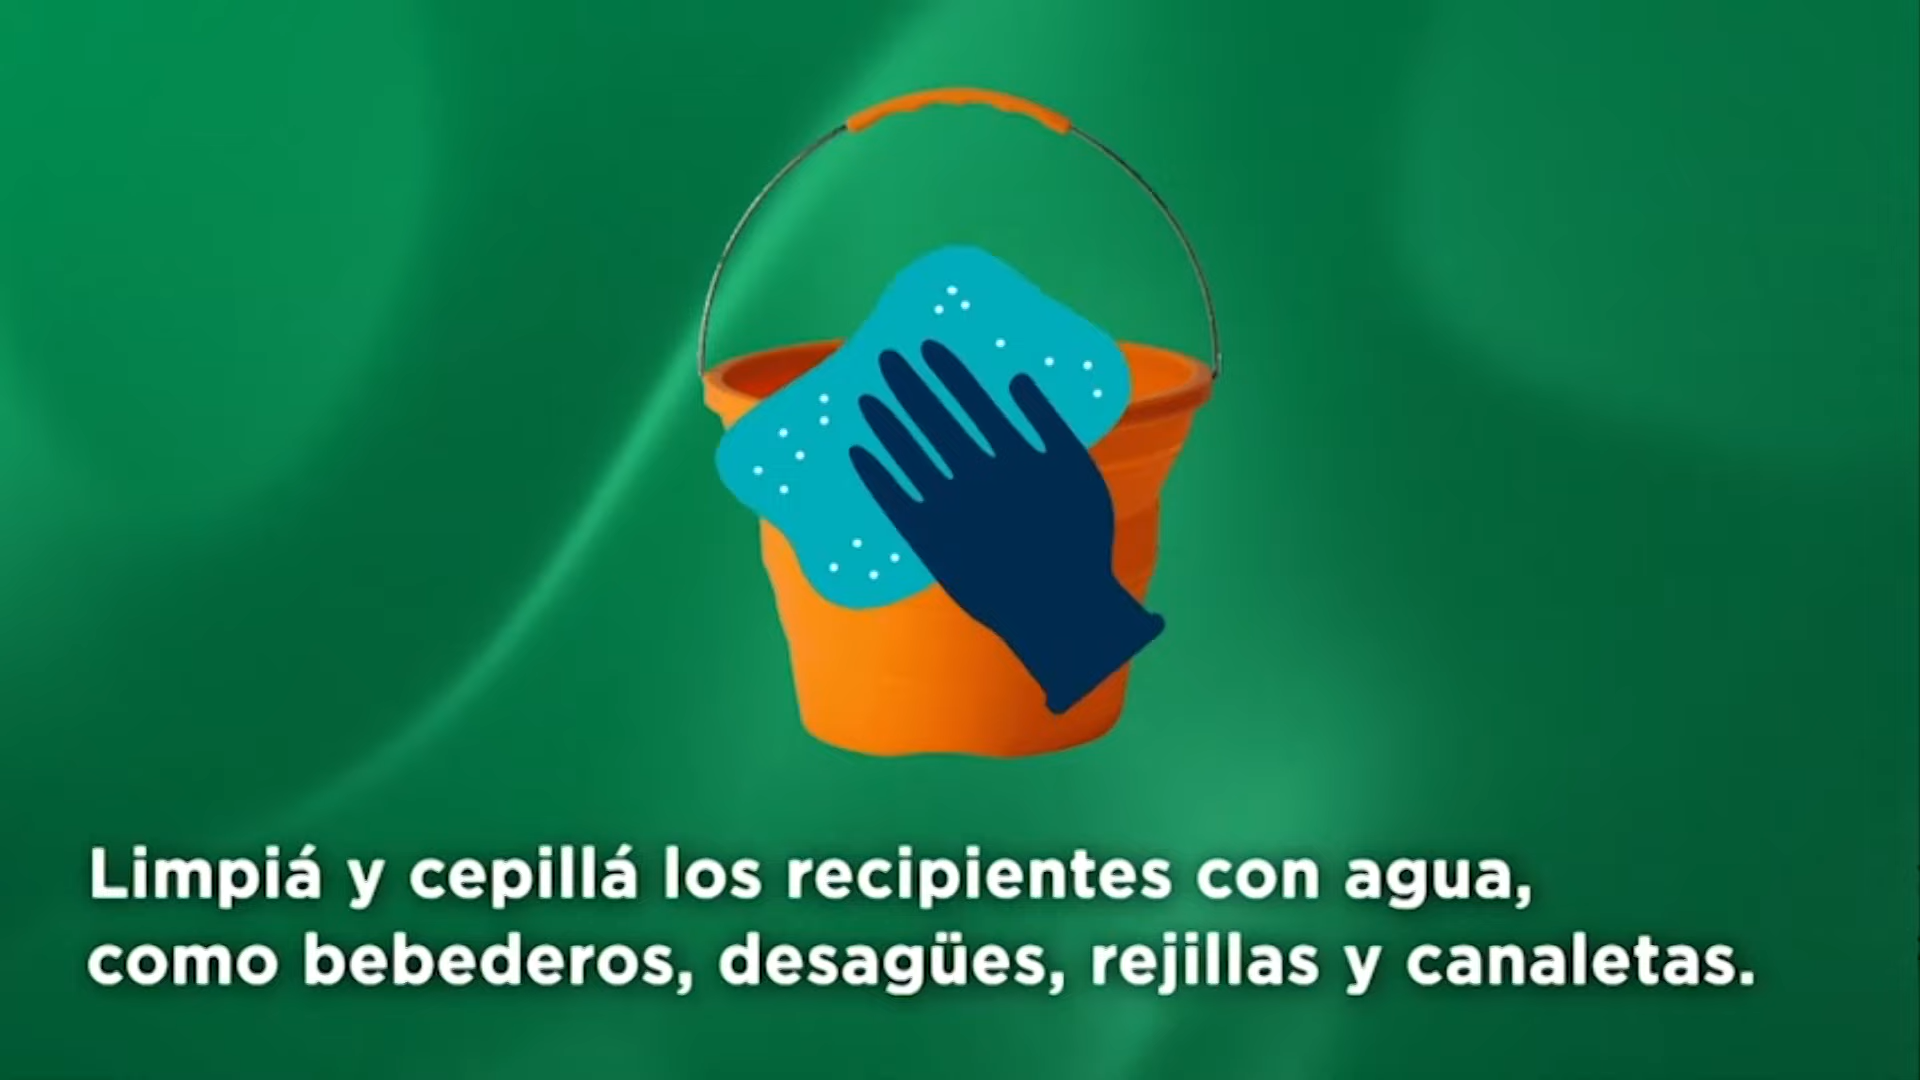 Limpiá y cepillá los recipientes con agua,
como bebederos, desagües, rejillas y canaletas.